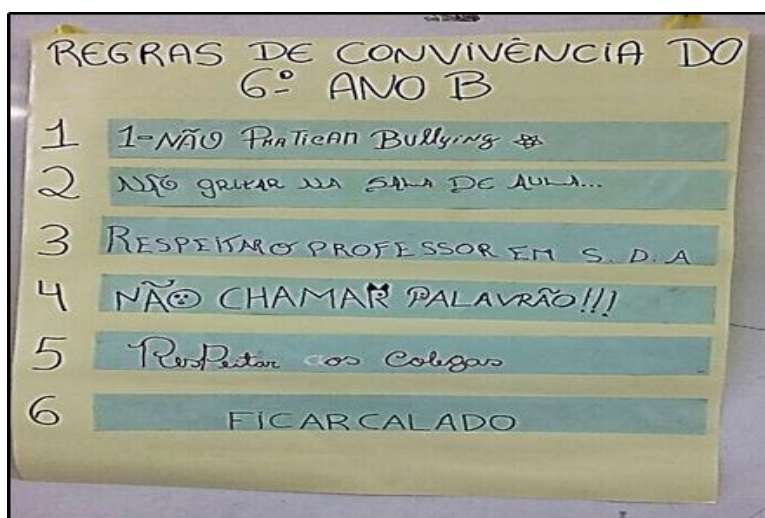 REGRAS DE CONVIVÊNCIA DO
6º ANO B
1 1-NÃO PRATICAR BULLYING
2 NÃO GRITAR NA SALA DE AULA...
3 RESPEITAR O PROFESSOR EM S. D. A
4 NÃO CHAMAR PALAVRÃO!!!
5 Respeitar aos Colegas
6 FICAR CALADO